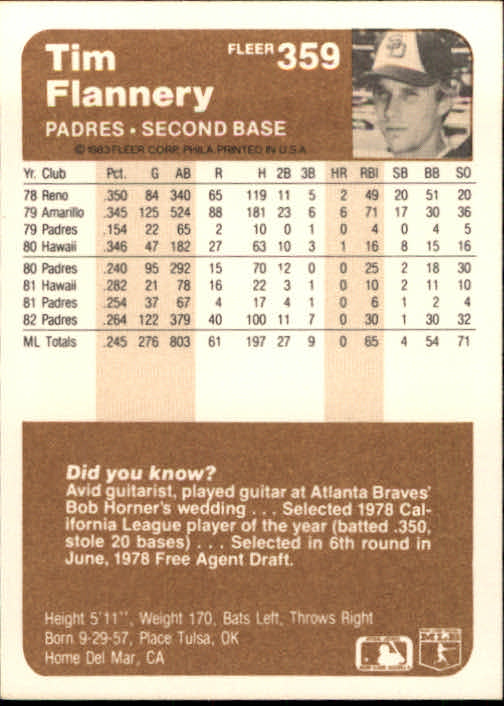 Tim
Flannery
FLEER 359
PADRES • SECOND BASE
© 1983 FLEER CORP. PHILA. PRINTED IN U.S.A.
Yr. Club Pct. G AB R H 2B 3B HR RBI SB BB SO
78 Reno .350 84 340 65 119 11 5 2 49 20 51 20
79 Amarillo .345 125 524 88 181 23 6 6 71 17 30 36
79 Padres .154 22 65 2 10 0 1 0 4 0 4 5
80 Hawaii .346 47 182 27 63 10 3 1 16 8 15 16
80 Padres .240 95 292 15 70 12 0 0 25 2 18 30
81 Hawaii .282 21 78 16 22 3 1 0 10 2 11 10
81 Padres .254 37 67 4 17 4 1 0 6 1 2 4
82 Padres .264 122 379 40 100 11 7 0 30 1 30 32
ML Totals .245 276 803 61 197 27 9 0 65 4 54 71
Did you know?
Avid guitarist, played guitar at Atlanta Braves'
Bob Horner's wedding . . . Selected 1978 Cal-
ifornia League player of the year (batted .350,
stole 20 bases) . . . Selected in 6th round in
June, 1978 Free Agent Draft.
Height 5'11", Weight 170, Bats Left, Throws Right
Born 9-29-57, Place Tulsa, OK
Home Del Mar, CA